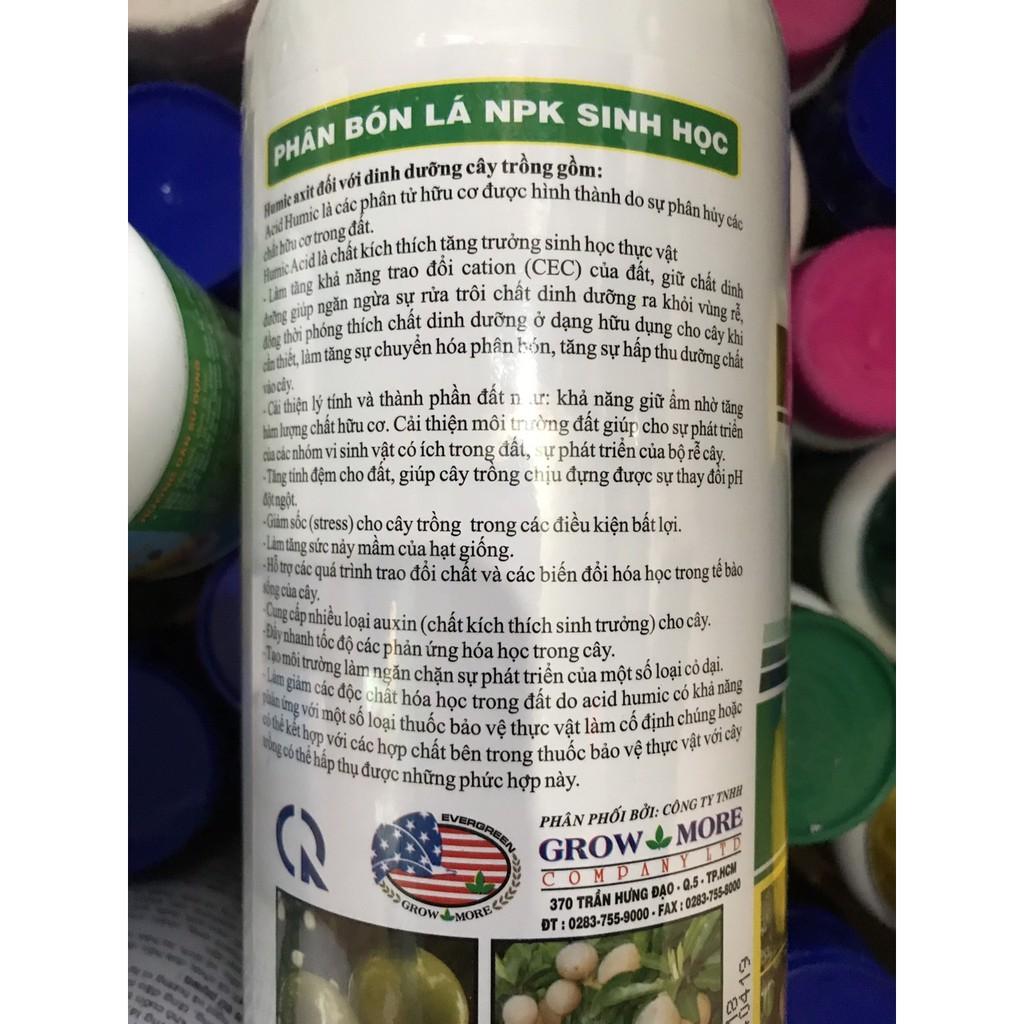 PHÂN BÓN LÁ NPK SINH HỌC
Humic axit đối với dinh dưỡng cây trồng gồm:
Acid Humic là các phân tử hữu cơ được hình thành do sự phân hủy các
chất hữu cơ trong đất.
Humic Acid là chất kích thích tăng trưởng sinh học thực vật
- Làm tăng khả năng trao đổi cation (CEC) của đất, giữ chất dinh
dưỡng giúp ngăn ngừa sự rửa trôi chất dinh dưỡng ra khỏi vùng rễ,
đồng thời phóng thích chất dinh dưỡng ở dạng hữu dụng cho cây khi
cần thiết, làm tăng sự chuyển hóa phân bón, tăng sự hấp thu dưỡng chất
vào cây.
- Cải thiện lý tính và thành phần đất như: khả năng giữ ẩm nhờ tăng
hàm lượng chất hữu cơ. Cải thiện môi trường đất giúp cho sự phát triển
của các nhóm vi sinh vật có ích trong đất, sự phát triển của bộ rễ cây.
-Tăng tính đệm cho đất, giúp cây trồng chịu đựng được sự thay đổi pH
đột ngột.
-Giảm sốc (stress) cho cây trồng trong các điều kiện bất lợi.
-Làm tăng sức nảy mầm của hạt giống.
-Hỗ trợ các quá trình trao đổi chất và các biến đổi hóa học trong tế bào
sống của cây.
-Cung cấp nhiều loại auxin (chất kích thích sinh trưởng) cho cây.
-Đẩy nhanh tốc độ các phản ứng hóa học trong cây.
-Tạo môi trường làm ngăn chặn sự phát triển của một số loại cỏ dại.
- Làm giảm các độc chất hóa học trong đất do acid humic có khả năng
phản ứng với một số loại thuốc bảo vệ thực vật làm cố định chúng hoặc
có thể kết hợp với các hợp chất bên trong thuốc bảo vệ thực vật với cây
trồng có thể hấp thụ được những phức hợp này.
EVERGREEN
GROW MORE
PHÂN PHỐI BỞI: CÔNG TY TNHH
GROW MORE
COMPANY LTD
370 TRẦN HƯNG ĐẠO - Q.5 - TP.HCM
ĐT : 0283-755-9000 - FAX : 0283-755-8000
HƯỚNG DẪN SỬ DỤNG